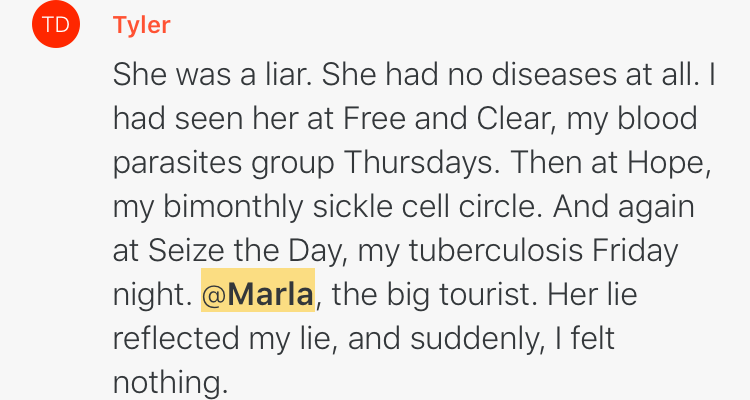 TD
Tyler
She was a liar. She had no diseases at all. I
had seen her at Free and Clear, my blood
parasites group Thursdays. Then at Hope,
my bimonthly sickle cell circle. And again
at Seize the Day, my tuberculosis Friday
night. @Marla, the big tourist. Her lie
reflected my lie, and suddenly, I felt
nothing.